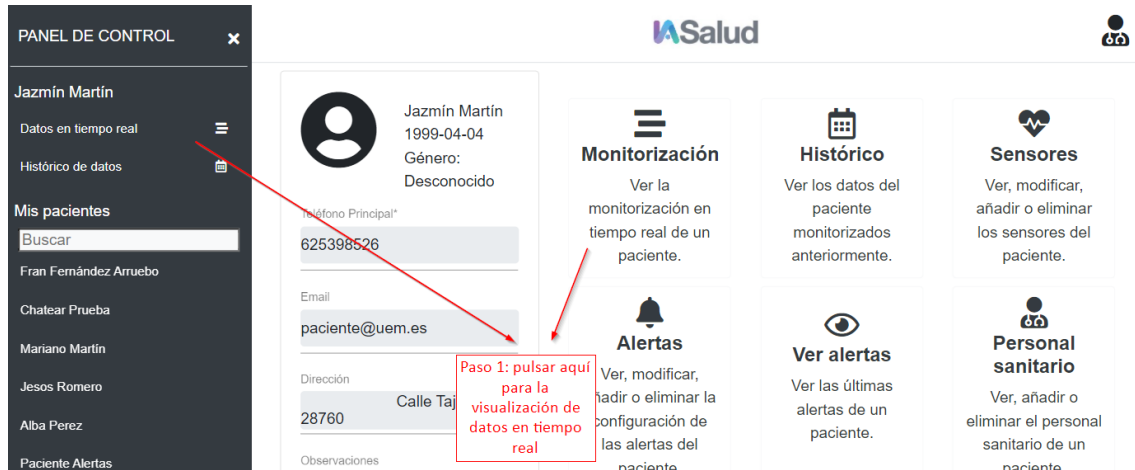 PANEL DE CONTROL
Jazmín Martín
Datos en tiempo real
Histórico de datos
Mis pacientes
Buscar
Fran Fernández Arruebo
Chatear Prueba
Mariano Martín
Jesos Romero
Alba Perez
Paciente Alertas
IASalud
Jazmín Martín
1999-04-04
Género:
Desconocido
Teléfono Principal*
625398526
Email
paciente@uem.es
Dirección
Calle Taj
28760
Observaciones
Paso 1: pulsar aquí
para la
visualización de
datos en tiempo
real
Monitorización
Ver la
monitorización en
tiempo real de un
paciente.
Histórico
Ver los datos del
paciente
monitorizados
anteriormente.
Sensores
Ver, modificar,
añadir o eliminar
los sensores del
paciente.
Alertas
Ver, modificar,
ñadir o eliminar la
configuración de
las alertas del
paciente
Ver alertas
Ver las últimas
alertas de un
paciente.
Personal
sanitario
Ver, añadir o
eliminar el personal
sanitario de un
paciente